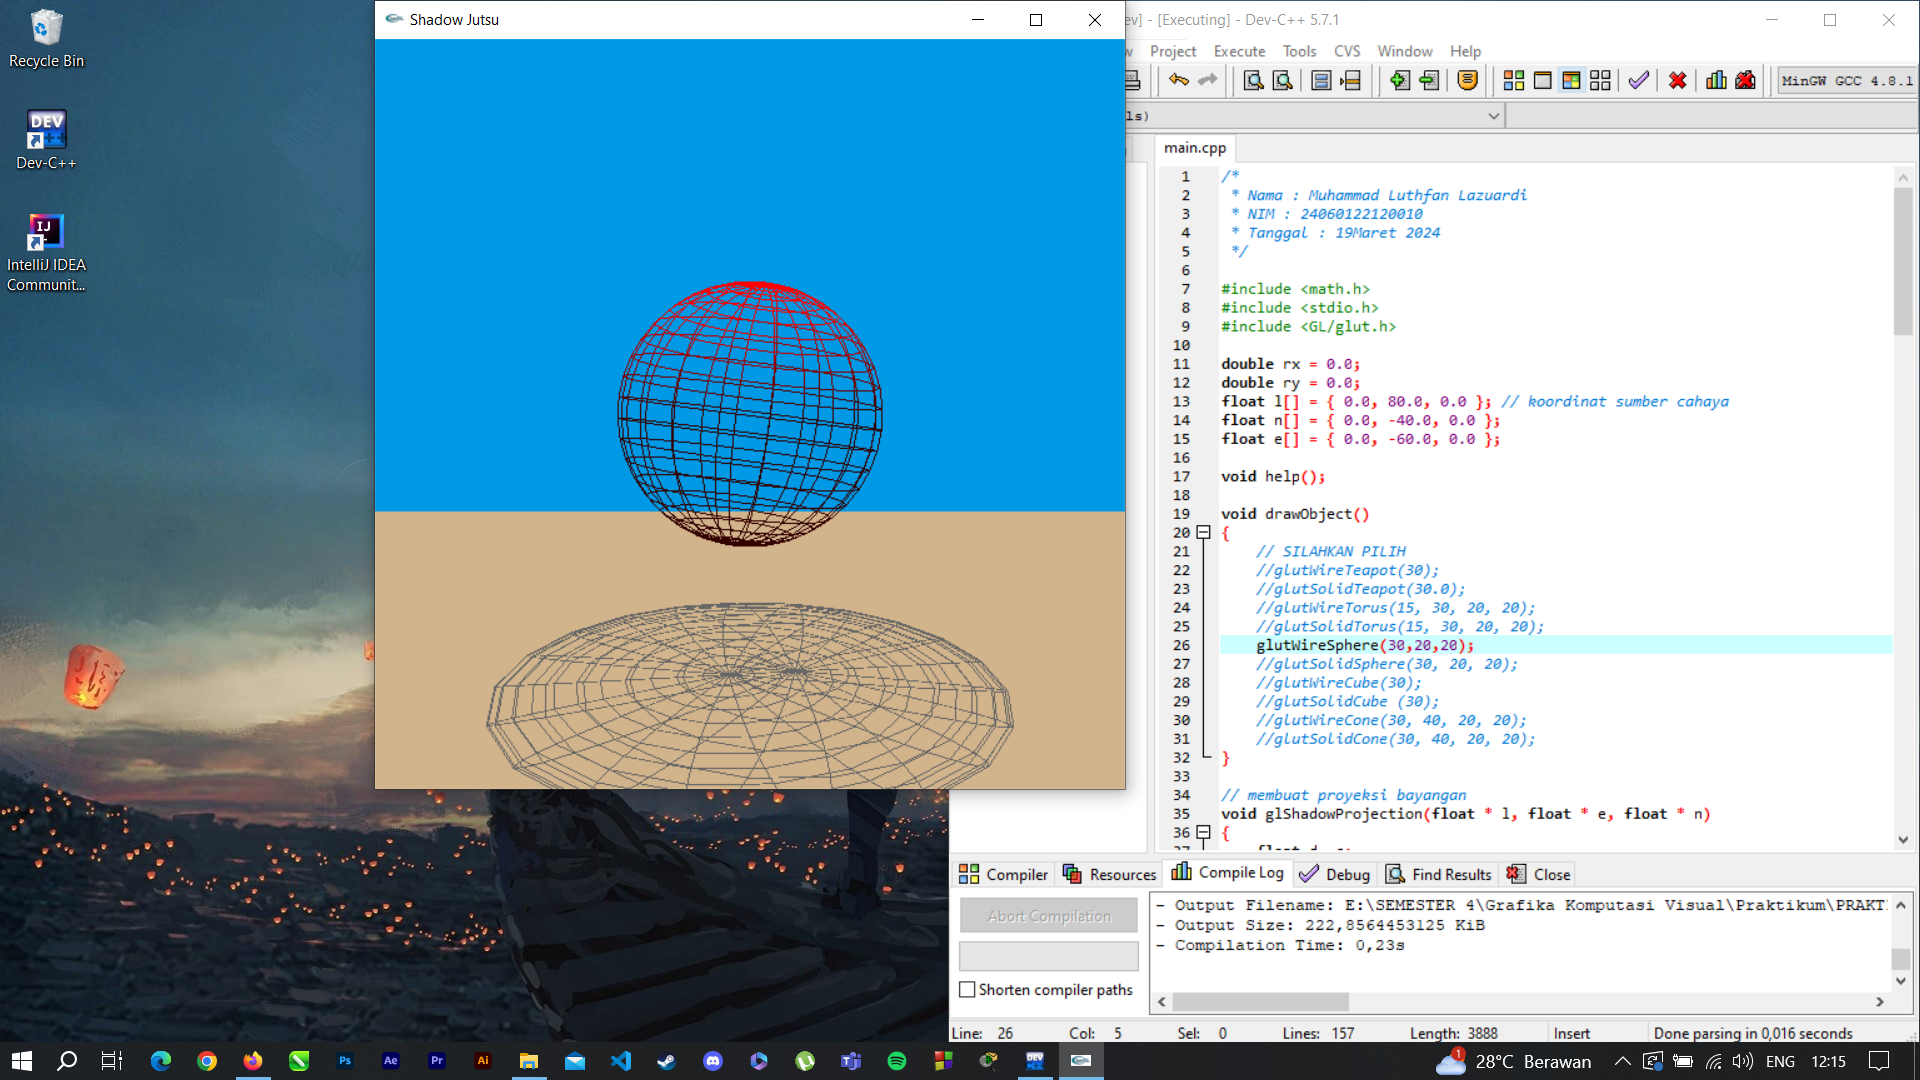 Recycle Bin
Dev-C++
IntelliJ IDEA
Communit...
Shadow Jutsu
ev] - [Executing] - Dev-C++ 5.7.1
w Project Execute Tools CVS Window Help
MinGW GCC 4.8.1
ls)
main.cpp
1 /*
2 * Nama : Muhammad Luthfan Lazuardi
3 * NIM : 24060122120010
4 * Tanggal : 19Maret 2024
5 */
6
7 #include <math.h>
8 #include <stdio.h>
9 #include <GL/glut.h>
10
11 double rx = 0.0;
12 double ry = 0.0;
13 float l[] = { 0.0, 80.0, 0.0 }; // koordinat sumber cahaya
14 float n[] = { 0.0, -40.0, 0.0 };
15 float e[] = { 0.0, -60.0, 0.0 };
16
17 void help();
18
19 void drawObject()
20 {
21 // SILAHKAN PILIH
22 //glutWireTeapot(30);
23 //glutSolidTeapot(30.0);
24 //glutWireTorus(15, 30, 20, 20);
25 //glutSolidTorus(15, 30, 20, 20);
26 glutWireSphere(30,20,20);
27 //glutSolidSphere(30, 20, 20);
28 //glutWireCube(30);
29 //glutSolidCube (30);
30 //glutWireCone(30, 40, 20, 20);
31 //glutSolidCone(30, 40, 20, 20);
32 }
33
34 // membuat proyeksi bayangan
35 void glShadowProjection(float * l, float * e, float * n)
36 {
Compiler Resources Compile Log Debug Find Results Close
Abort Compilation
Shorten compiler paths
- Output Filename: E:\SEMESTER 4\Grafika Komputasi Visual\Praktikum\PRAKT
- Output Size: 222,8564453125 KiB
- Compilation Time: 0,23s
Line: 26 Col: 5 Sel: 0 Lines: 157 Length: 3888 Insert Done parsing in 0,016 seconds
Ps Ae Pr Ai DEV 1 28°C Berawan ENG 12:15